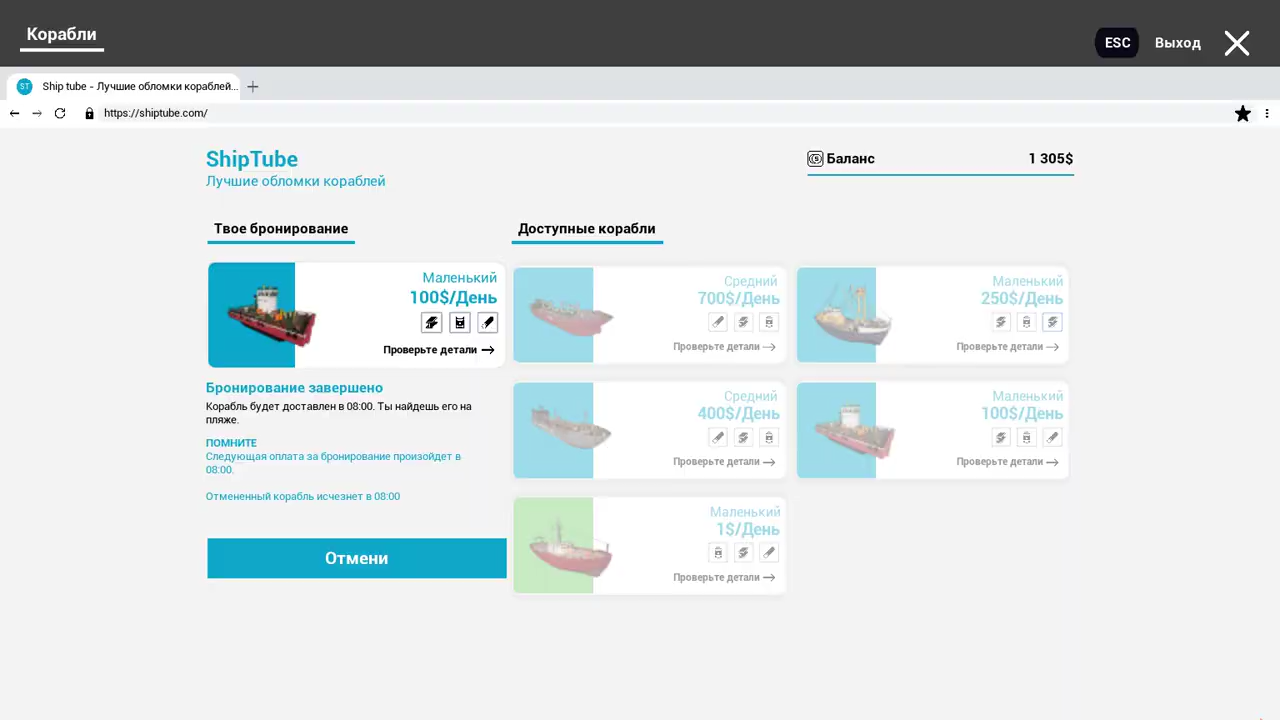 Корабли
ESC Выход
ST Ship tube - Лучшие обломки кораблей...
https://shiptube.com/
ShipTube
Лучшие обломки кораблей
Баланс 1 305$
Твое бронирование
Доступные корабли
Маленький
100$/День
Проверьте детали
Бронирование завершено
Корабль будет доставлен в 08:00. Ты найдешь его на
пляже.
ПОМНИТЕ
Следующая оплата за бронирование произойдет в
08:00.
Отмененный корабль исчезнет в 08:00
Отмени
Средний
700$/День
Проверьте детали
Маленький
250$/День
Проверьте детали
Средний
400$/День
Проверьте детали
Маленький
100$/День
Проверьте детали
Маленький
1$/День
Проверьте детали